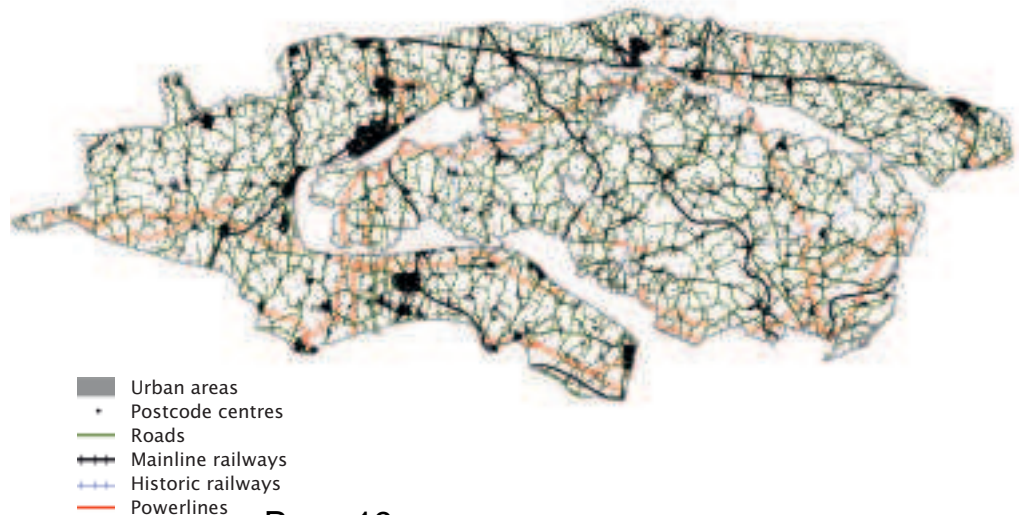 Urban areas
Postcode centres
Roads
Mainline railways
Historic railways
Powerlines